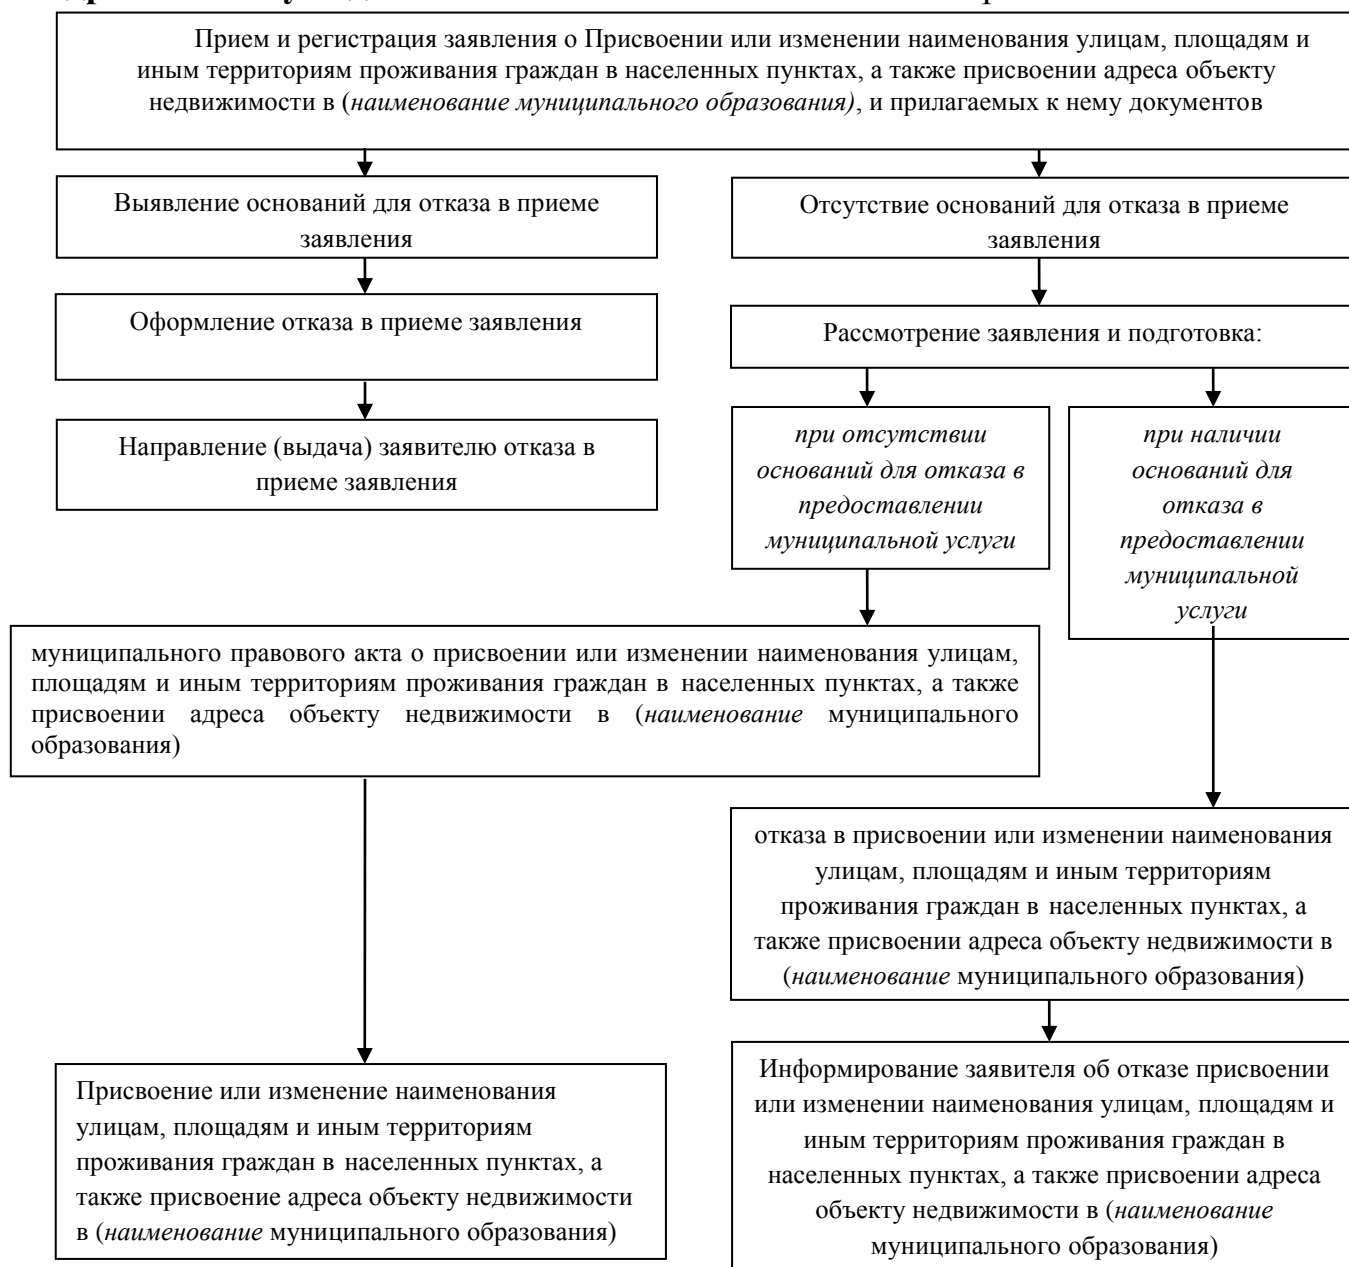 Прием и регистрация заявления о Присвоении или изменении наименования улицам, площадям и
иным территориям проживания граждан в населенных пунктах, а также присвоении адреса объекту
недвижимости в (наименование муниципального образования), и прилагаемых к нему документов
Выявление оснований для отказа в приеме
заявления
Отсутствие оснований для отказа в приеме
заявления
Оформление отказа в приеме заявления
Рассмотрение заявления и подготовка:
Направление (выдача) заявителю отказа в
приеме заявления
при отсутствии
оснований для отказа в
предоставлении
муниципальной услуги
при наличии
оснований для
отказа в
предоставлении
муниципальной
услуги
муниципального правового акта о присвоении или изменении наименования улицам,
площадям и иным территориям проживания граждан в населенных пунктах, а также
присвоении адреса объекту недвижимости в (наименование муниципального
образования)
отказа в присвоении или изменении наименования
улицам, площадям и иным территориям
проживания граждан в населенных пунктах, а
также присвоении адреса объекту недвижимости в
(наименование муниципального образования)
Присвоение или изменение наименования
улицам, площадям и иным территориям
проживания граждан в населенных пунктах, а
также присвоение адреса объекту недвижимости
в (наименование муниципального образования)
Информирование заявителя об отказе присвоении
или изменении наименования улицам, площадям и
иным территориям проживания граждан в
населенных пунктах, а также присвоении адреса
объекту недвижимости в (наименование
муниципального образования)